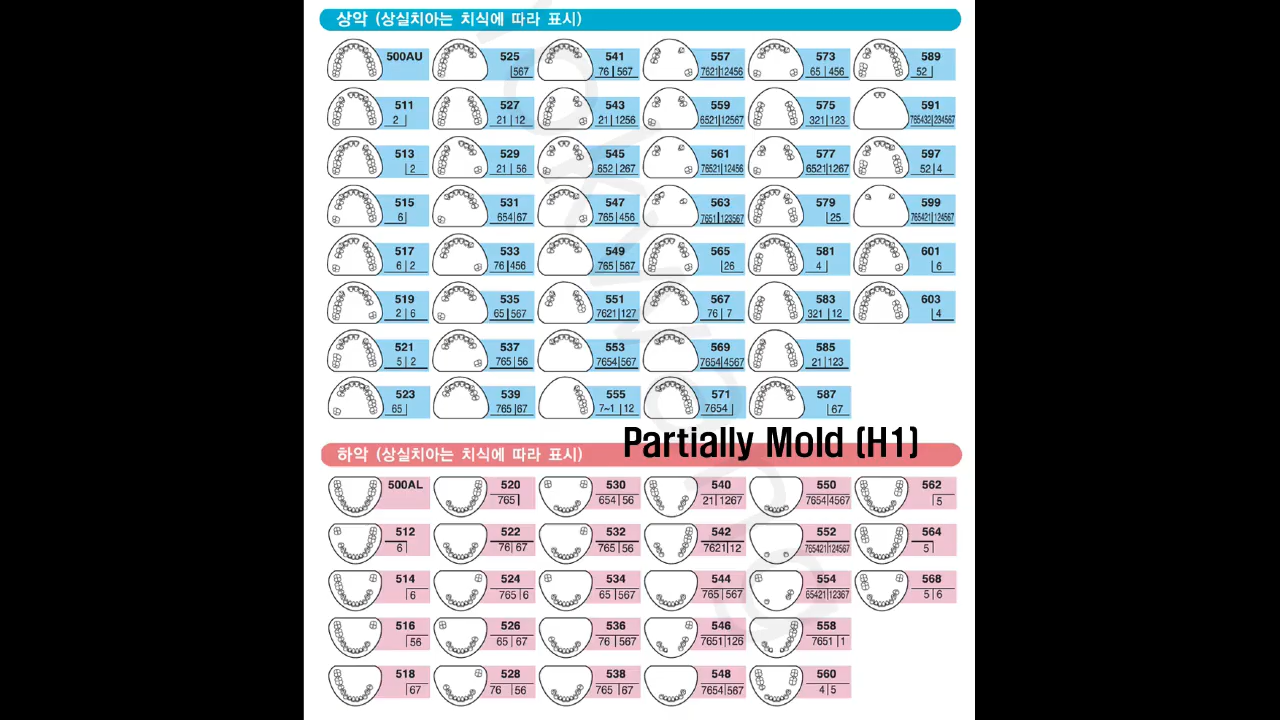 상악 (상실치아는 치식에 따라 표시)
500AU 525 541 557 573 589
567 76 567 7621 12456 65 456 52
511 527 543 559 575 591
2 21 12 21 1256 6521 12567 321 123 765432 234567
513 529 545 561 577 597
2 21 56 652 267 76521 12456 6521 1267 52 4
515 531 547 563 579 599
6 654 67 765 456 7651 123567 25 765421 124567
517 533 549 565 581 601
6 2 76 456 765 567 26 4 6
519 535 551 567 583 603
2 6 65 567 7621 127 76 7 321 12 4
521 537 553 569 585
5 2 765 56 7654 567 7654 4567 21 123
523 539 555 571 587
65 765 67 7~1 12 7654 67
Partially Mold (H1)
하악 (상실치아는 치식에 따라 표시)
500AL 520 530 540 550 562
765 654 56 21 1267 7654 4567 5
512 522 532 542 552 564
6 76 67 765 56 7621 12 765421 124567 5
514 524 534 544 554 568
6 765 6 65 567 765 567 65421 12367 5 6
516 526 536 546 558
56 65 67 76 567 7651 126 7651 1
518 528 538 548 560
67 76 56 765 67 7654 567 4 5